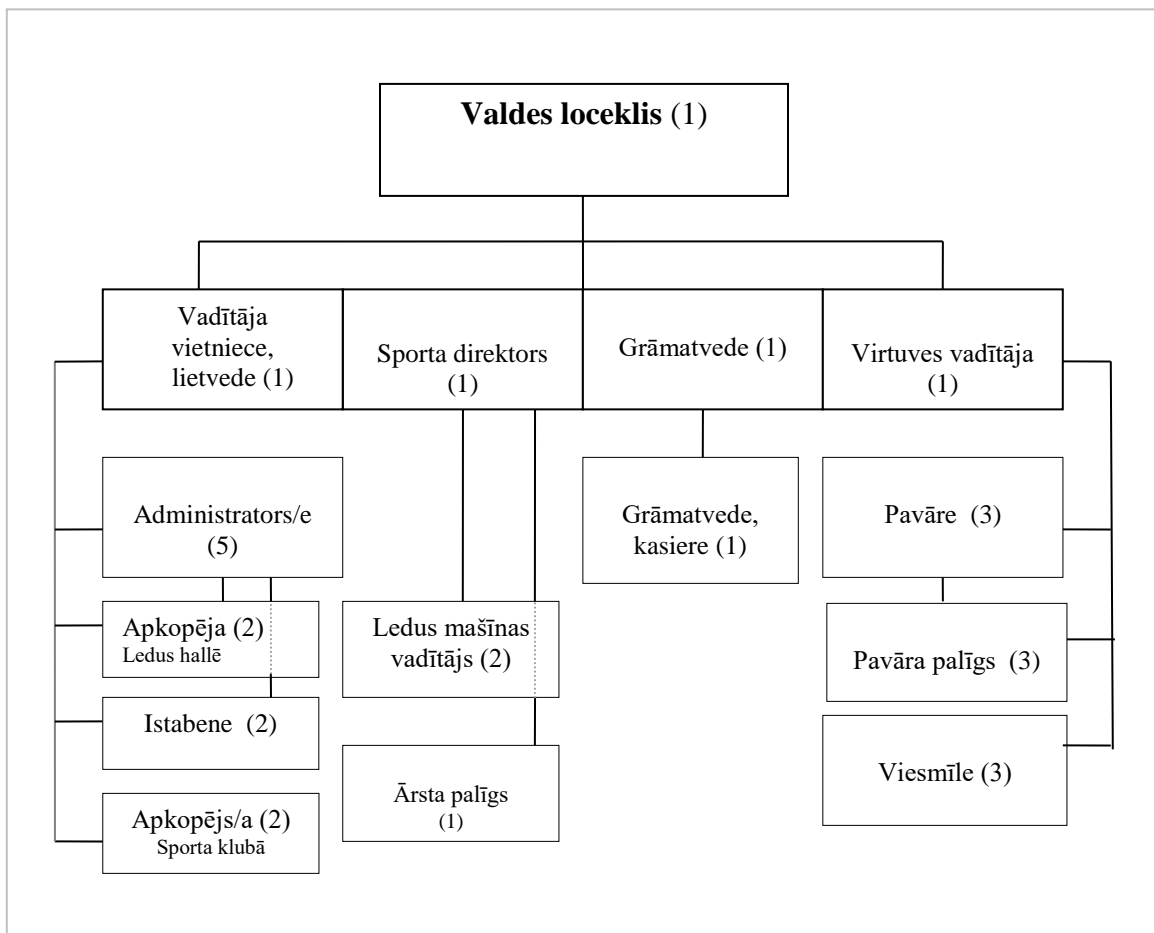 Valdes loceklis (1)
Vadītāja
vietniece,
lietvede (1)
Sporta direktors
(1)
Grāmatvede (1)
Virtuves vadītāja
(1)
Administrators/e
(5)
Grāmatvede,
kasiere (1)
Pavāre (3)
Apkopēja (2)
Ledus hallē
Ledus mašīnas
vadītājs (2)
Pavāra palīgs (3)
Istabene (2)
Ārsta palīgs
(1)
Viesmīle (3)
Apkopējs/a (2)
Sporta klubā